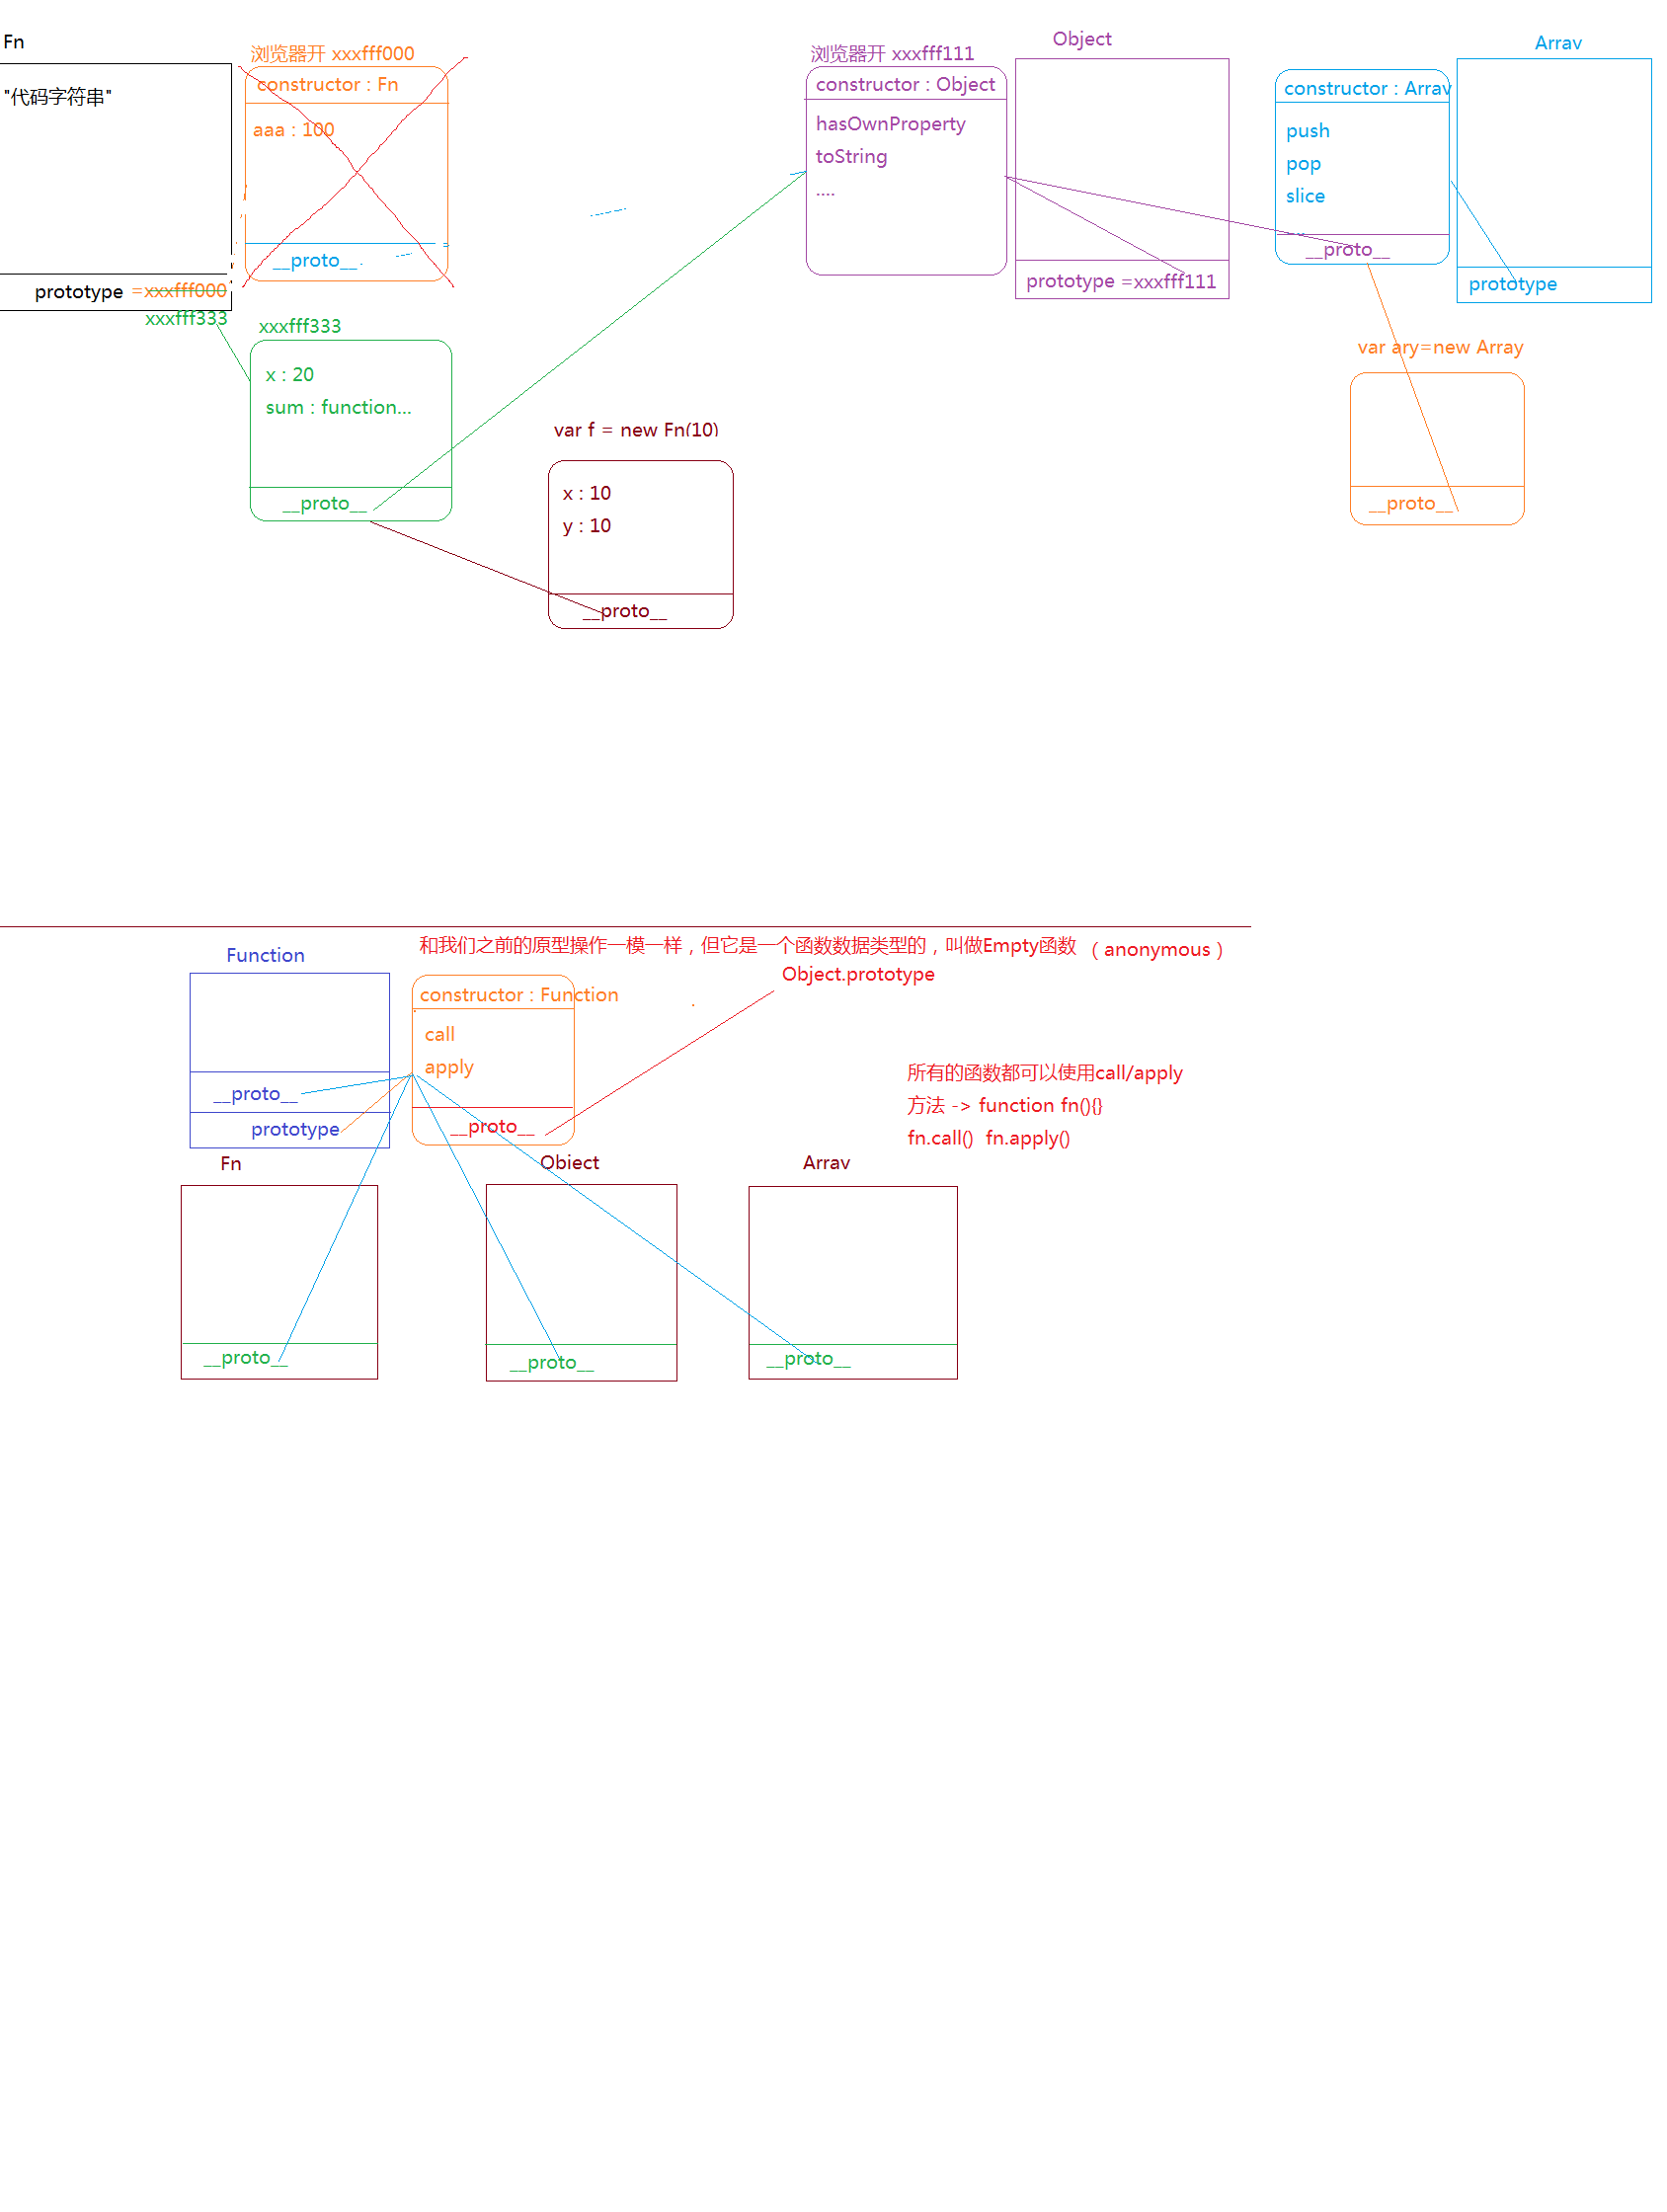 Fn
"代码字符串"
prototype =xxxfff000
xxxfff333
浏览器开 xxxfff000
constructor : Fn
aaa : 100
__proto__
xxxfff333
x : 20
sum : function...
__proto__
var f = new Fn(10)
x : 10
y : 10
__proto__
浏览器开 xxxfff111
constructor : Object
hasOwnProperty
toString
....
Object
prototype =xxxfff111
constructor : Array
push
pop
slice
__proto__
Array
prototype
var ary=new Array
__proto__
和我们之前的原型操作一模一样，但它是一个函数数据类型的，叫做Empty函数 （anonymous）
Function
__proto__
prototype
constructor : Function
call
apply
__proto__
Object.prototype
所有的函数都可以使用call/apply
方法 -> function fn(){}
fn.call() fn.apply()
Fn
__proto__
Object
__proto__
Array
__proto__